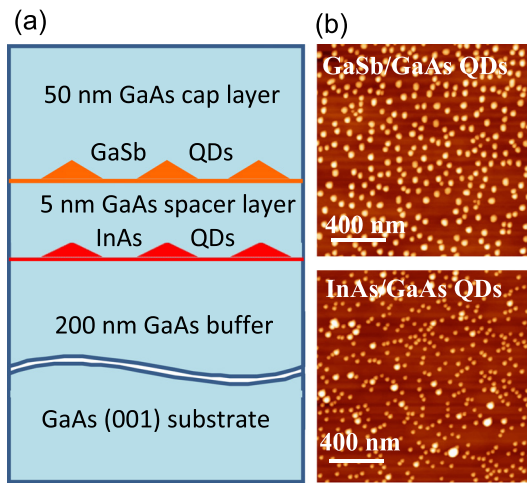 (a)
50 nm GaAs cap layer
GaSb QDs
5 nm GaAs spacer layer
InAs QDs
200 nm GaAs buffer
GaAs (001) substrate
(b)
GaSb/GaAs QDs
400 nm
InAs/GaAs QDs
400 nm